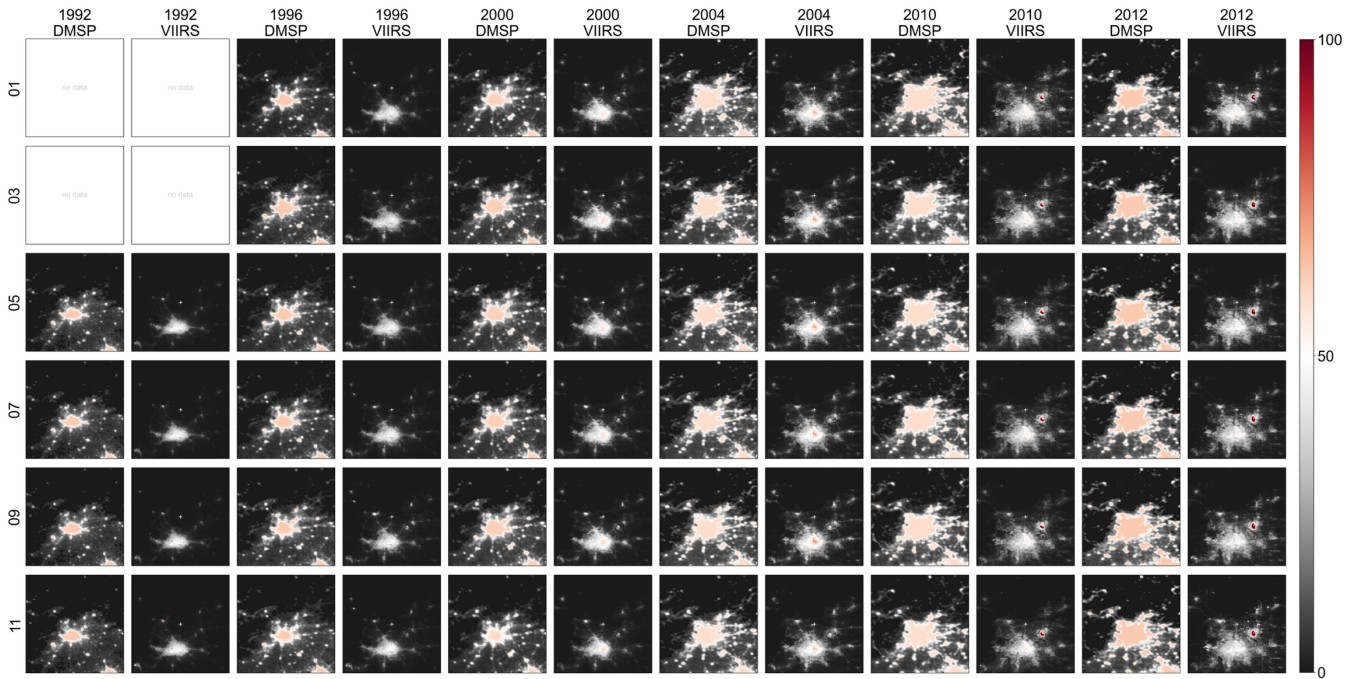 1992 1992 1996 1996 2000 2000 2004 2004 2010 2010 2012 2012
DMSP VIIRS DMSP VIIRS DMSP VIIRS DMSP VIIRS DMSP VIIRS DMSP VIIRS
100
01
no data no data
03
no data no data
05
50
07
09
11
0